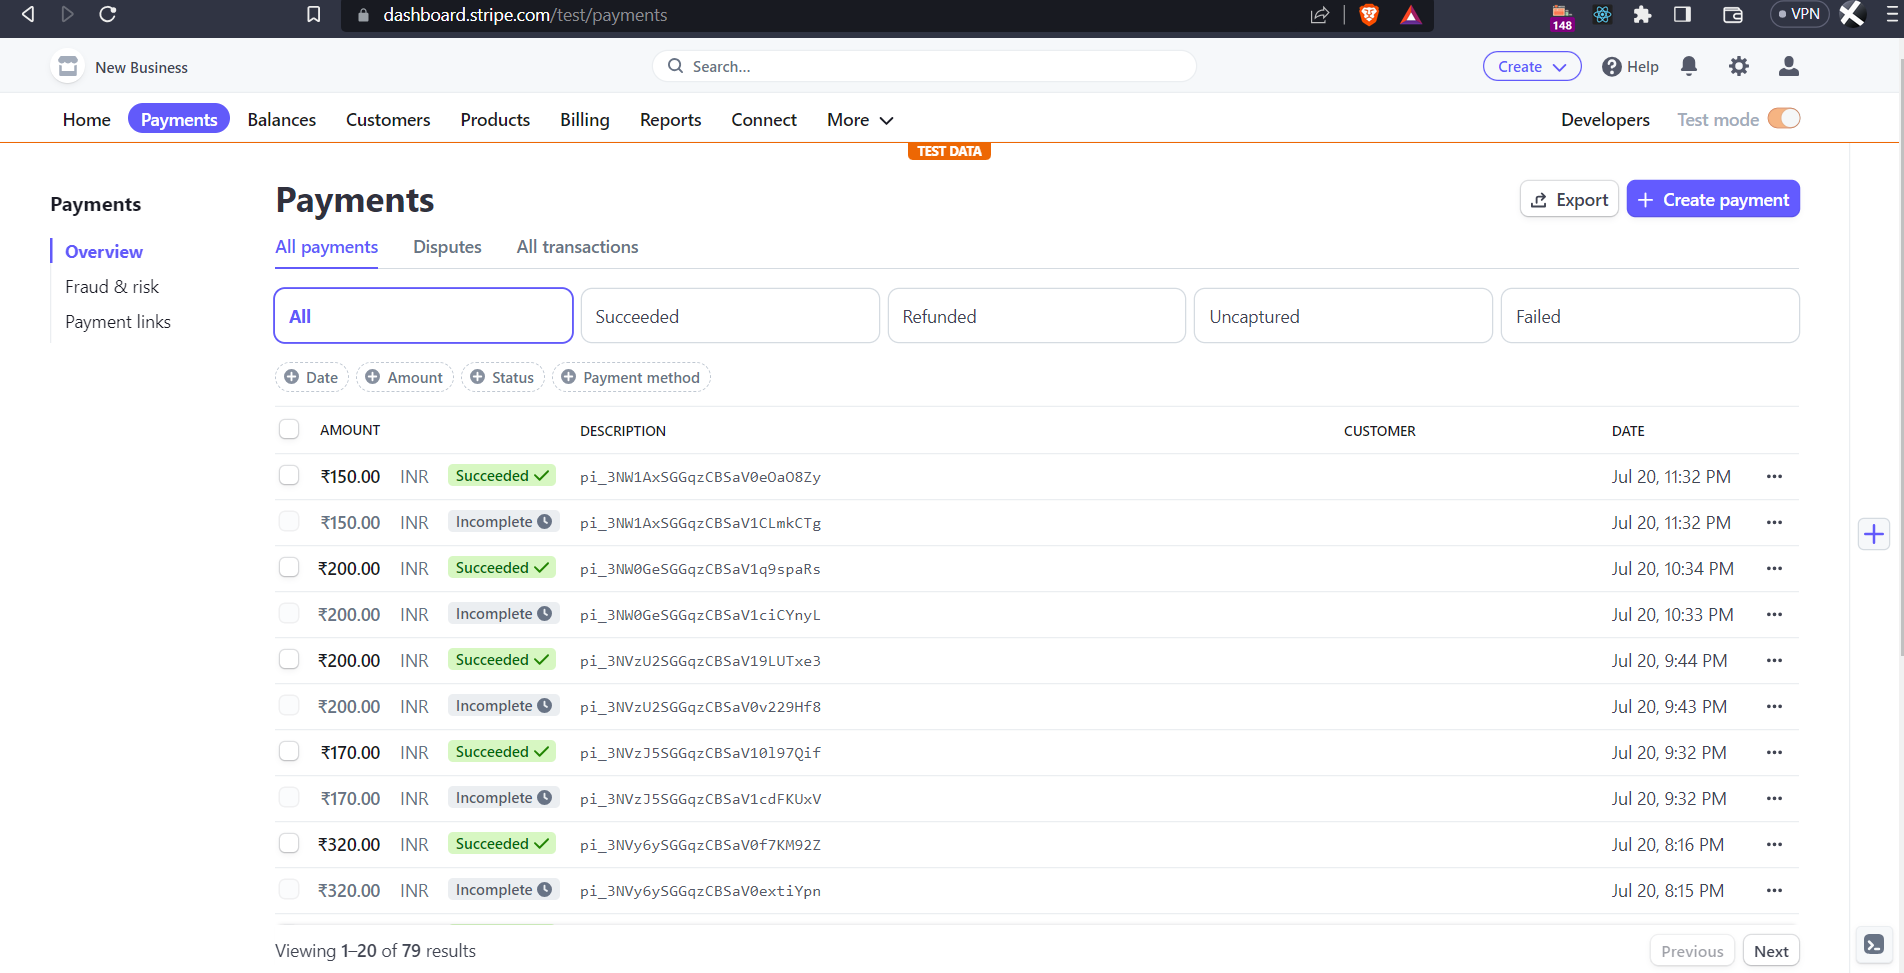 dashboard.stripe.com/test/payments
148
VPN
New Business
Search...
Create
Help
Home
Payments
Balances
Customers
Products
Billing
Reports
Connect
More
Developers
Test mode
TEST DATA
Payments
Overview
Fraud & risk
Payment links
Payments
Export
Create payment
All payments
Disputes
All transactions
All
Succeeded
Refunded
Uncaptured
Failed
Date
Amount
Status
Payment method
AMOUNT DESCRIPTION CUSTOMER DATE
₹150.00 INR Succeeded pi_3NW1AxSGGqzCBSaV0eOaO8Zy Jul 20, 11:32 PM
₹150.00 INR Incomplete pi_3NW1AxSGGqzCBSaV1CLmkCTg Jul 20, 11:32 PM
₹200.00 INR Succeeded pi_3NW0GeSGGqzCBSaV1q9spaRs Jul 20, 10:34 PM
₹200.00 INR Incomplete pi_3NW0GeSGGqzCBSaV1ciCYnyL Jul 20, 10:33 PM
₹200.00 INR Succeeded pi_3NVzU2SGGqzCBSaV19LUTxe3 Jul 20, 9:44 PM
₹200.00 INR Incomplete pi_3NVzU2SGGqzCBSaV0v229Hf8 Jul 20, 9:43 PM
₹170.00 INR Succeeded pi_3NVzJ5SGGqzCBSaV10l97Qif Jul 20, 9:32 PM
₹170.00 INR Incomplete pi_3NVzJ5SGGqzCBSaV1cdFKUxV Jul 20, 9:32 PM
₹320.00 INR Succeeded pi_3NVy6ySGGqzCBSaV0f7KM92Z Jul 20, 8:16 PM
₹320.00 INR Incomplete pi_3NVy6ySGGqzCBSaV0extiYpn Jul 20, 8:15 PM
Viewing 1–20 of 79 results
Previous
Next